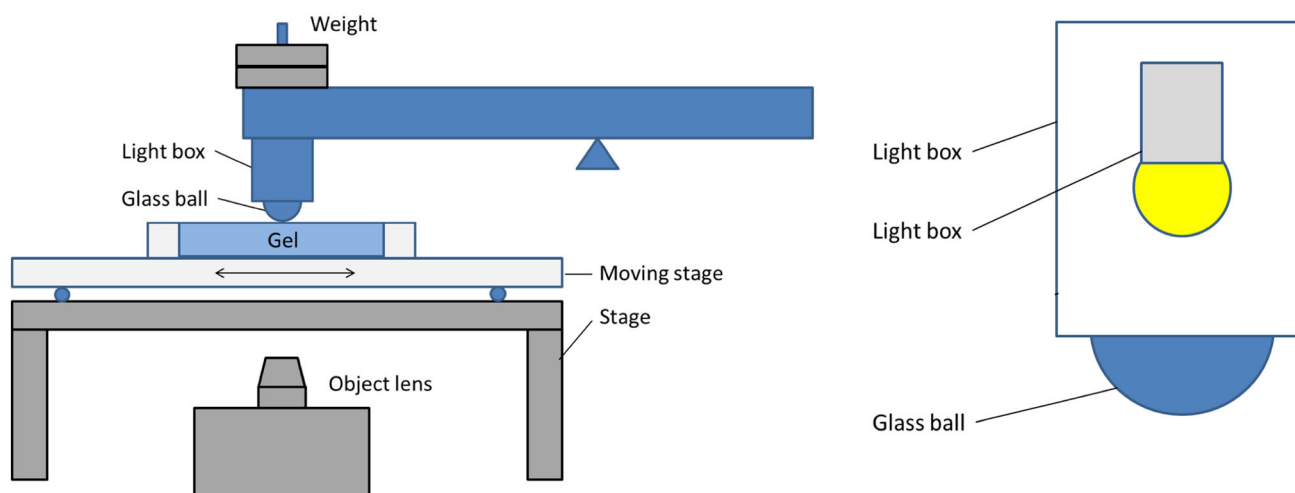 Weight
Light box
Glass ball
Gel
Moving stage
Stage
Object lens
Light box
Light box
Glass ball